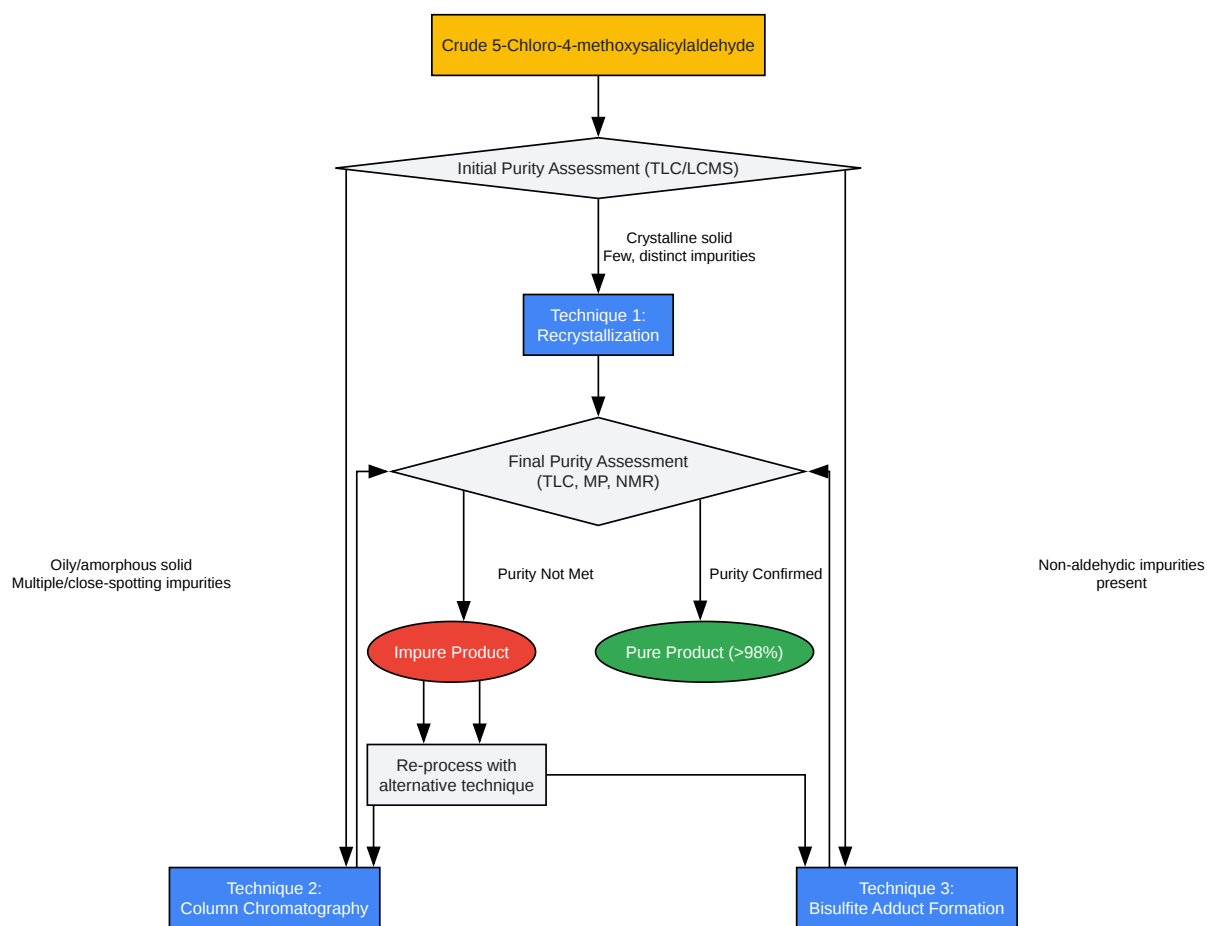 Crude 5-Chloro-4-methoxysalicylaldehyde
Initial Purity Assessment (TLC/LCMS)
Crystalline solid
Few, distinct impurities
Technique 1:
Recrystallization
Final Purity Assessment
(TLC, MP, NMR)
Oily/amorphous solid
Multiple/close-spotting impurities
Purity Not Met
Purity Confirmed
Non-aldehydic impurities
present
Impure Product
Pure Product (>98%)
Re-process with
alternative technique
Technique 2:
Column Chromatography
Technique 3:
Bisulfite Adduct Formation